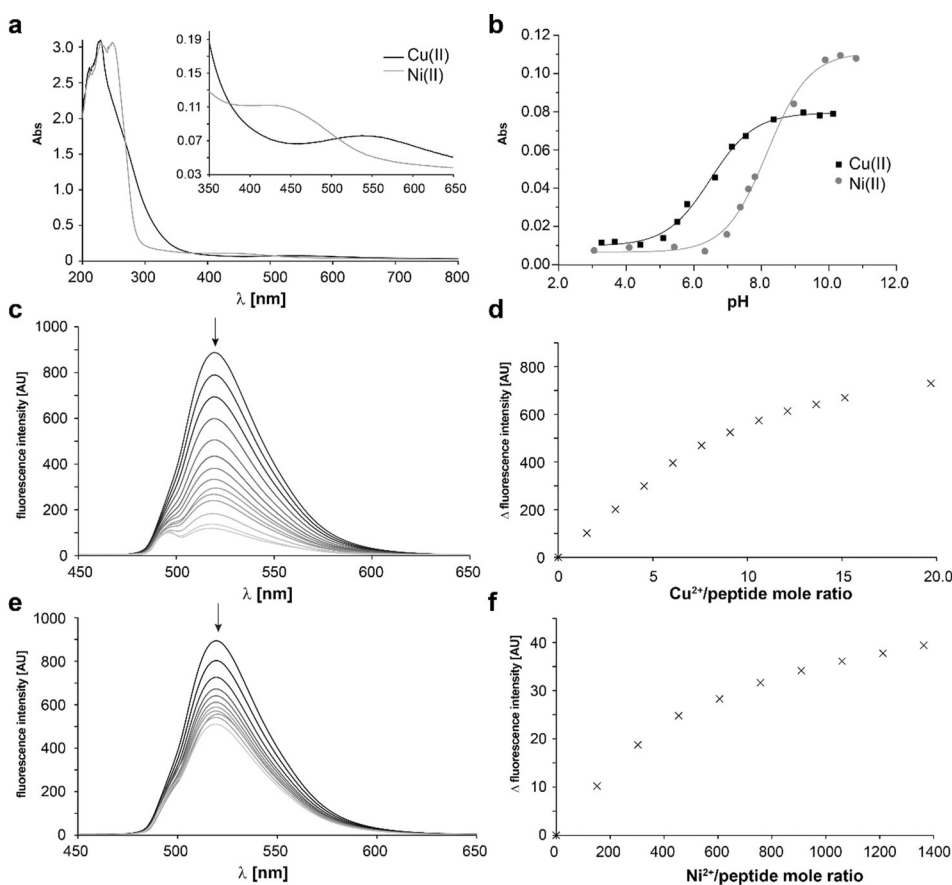 a
Abs
3.0
2.5
2.0
1.5
1.0
0.5
0
200 300 400 500 600 700 800
λ [nm]
0.19
0.15
0.11
0.07
0.03
350 400 450 500 550 600 650
Cu(II)
Ni(II)
b
Abs
0.12
0.10
0.08
0.06
0.04
0.02
0.00
2.0 4.0 6.0 8.0 10.0 12.0
pH
Cu(II)
Ni(II)
c
fluorescence intensity [AU]
1000
800
600
400
200
0
450 500 550 600 650
λ [nm]
d
Δ fluorescence intensity [AU]
800
600
400
200
0
0 5 10 15 20.0
Cu²⁺/peptide mole ratio
e
fluorescence intensity [AU]
1000
800
600
400
200
0
450 500 550 600 650
λ [nm]
f
Δ fluorescence intensity [AU]
40
30
20
10
0
0 200 400 600 800 1000 1200 1400
Ni²⁺/peptide mole ratio